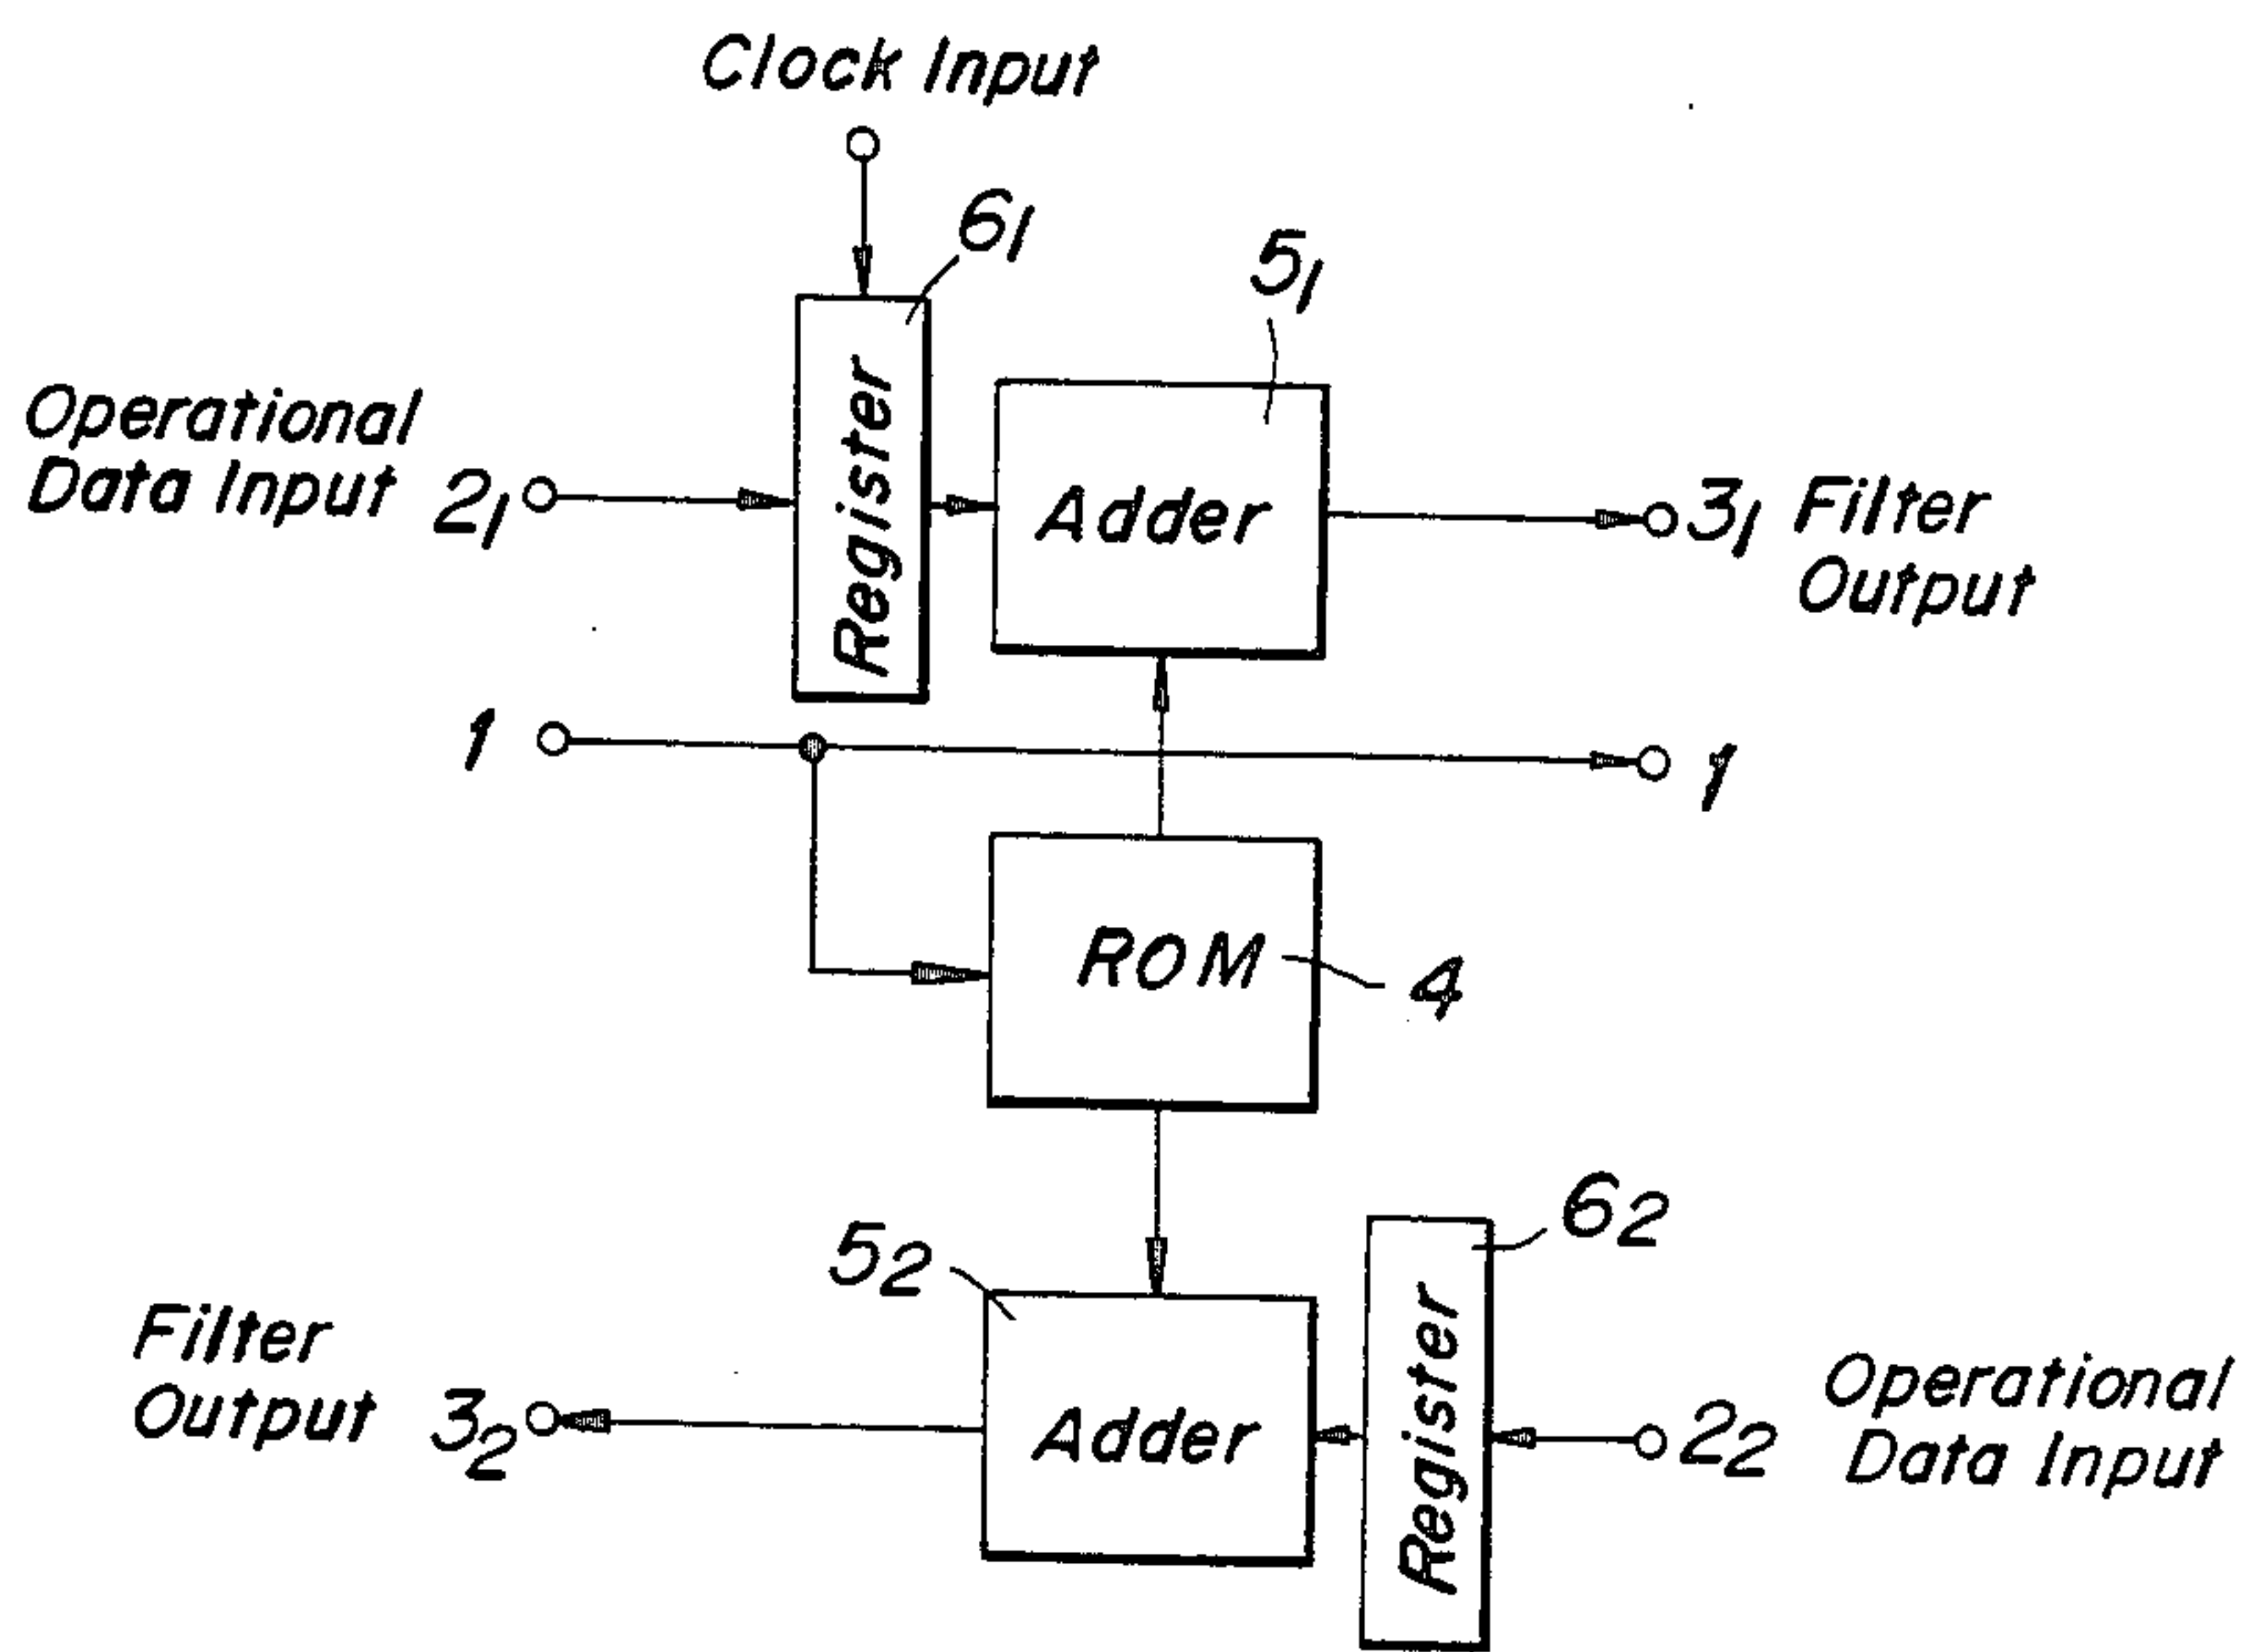 Clock Input
6₁
5₁
Operational
Data Input 2₁
Register
Adder
3₁ Filter
Output
1
1
ROM
4
5₂
6₂
Filter
Output 3₂
Adder
Register
2₂ Operational
Data Input